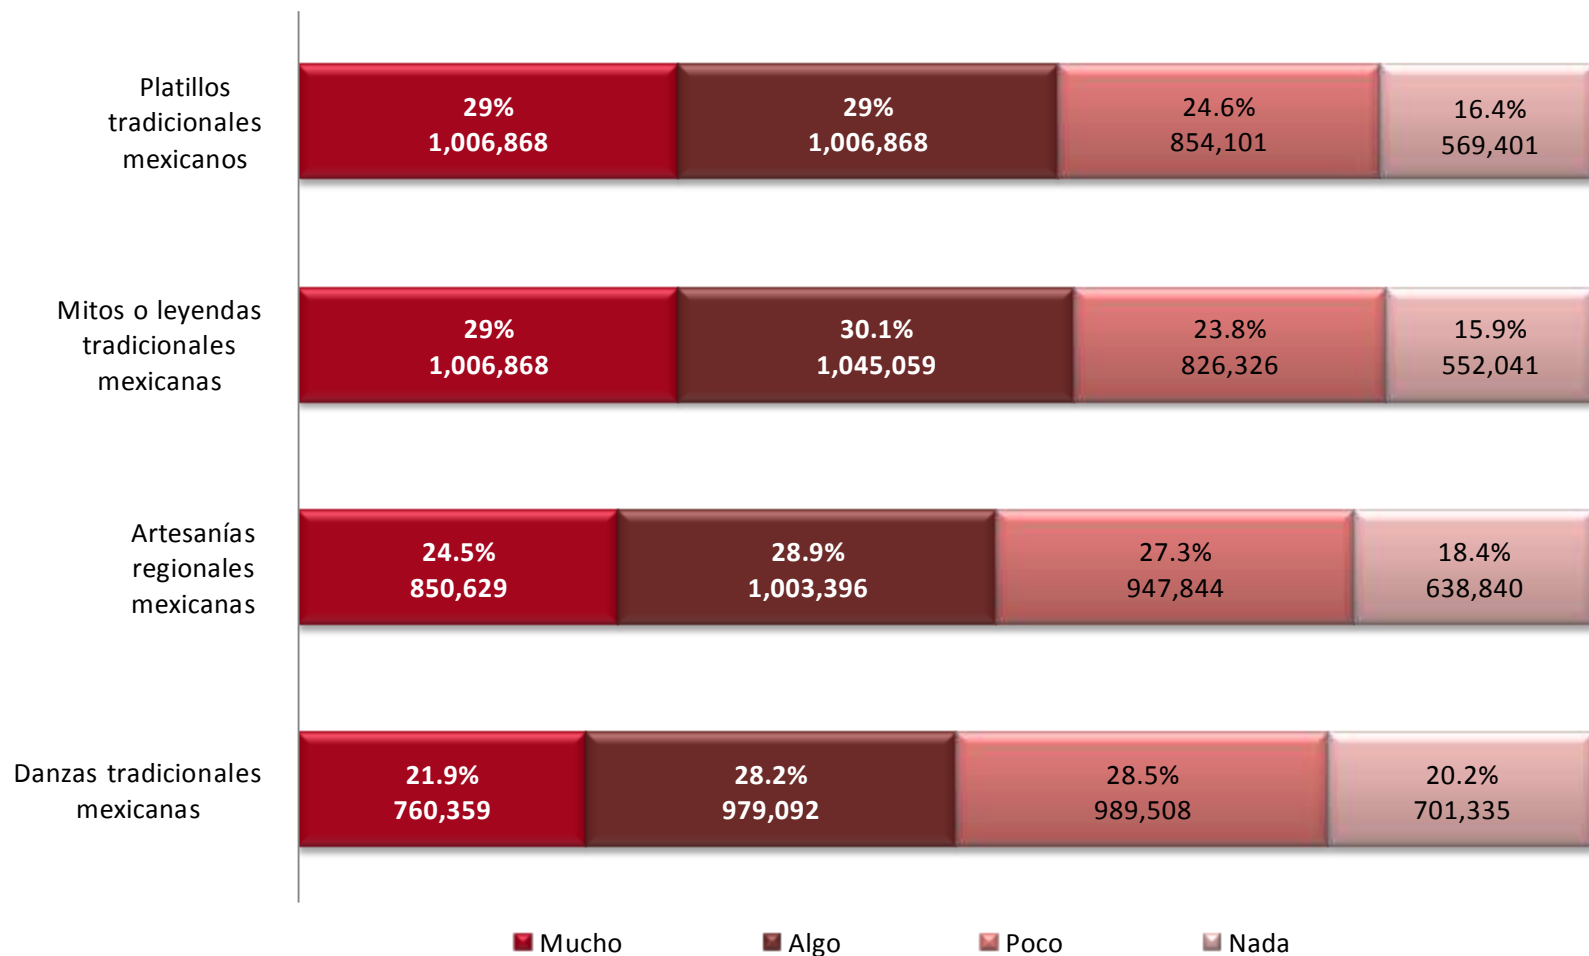 Platillos
tradicionales
mexicanos
29%
1,006,868
29%
1,006,868
24.6%
854,101
16.4%
569,401
Mitos o leyendas
tradicionales
mexicanas
29%
1,006,868
30.1%
1,045,059
23.8%
826,326
15.9%
552,041
Artesanías
regionales
mexicanas
24.5%
850,629
28.9%
1,003,396
27.3%
947,844
18.4%
638,840
Danzas tradicionales
mexicanas
21.9%
760,359
28.2%
979,092
28.5%
989,508
20.2%
701,335
Mucho
Algo
Poco
Nada